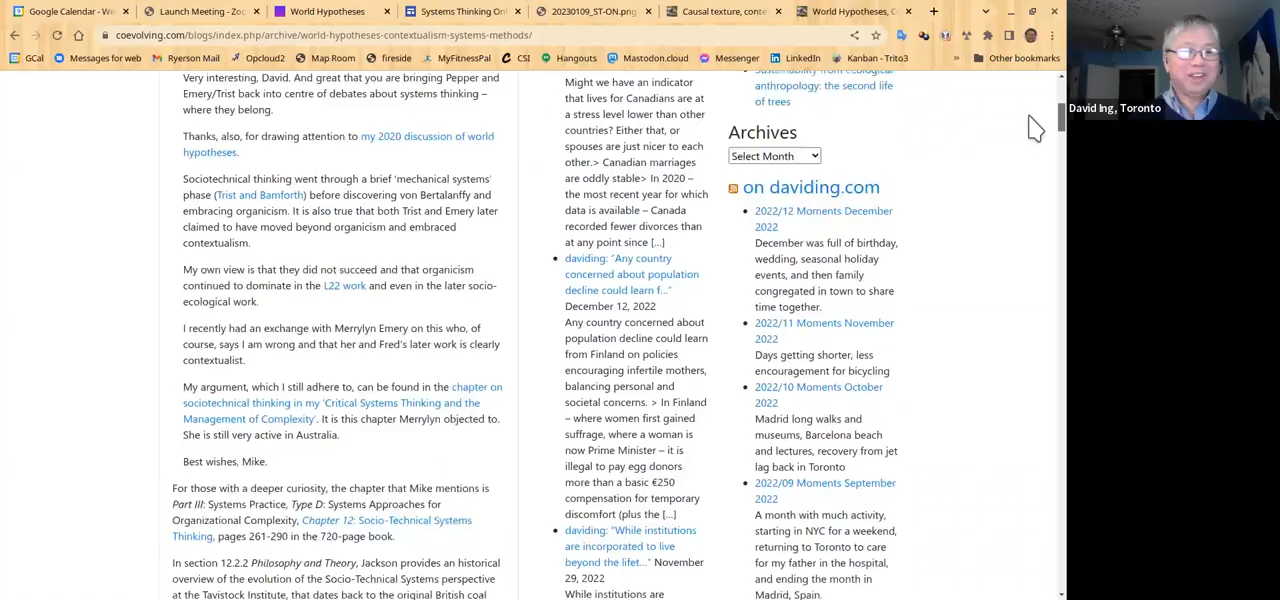 Google Calendar - We
Launch Meeting - Zoo
World Hypotheses
Systems Thinking Ont
20230109_ST-ON.png
Causal texture, conte
World Hypotheses, C
coevolving.com/blogs/index.php/archive/world-hypotheses-contextualism-systems-methods/
GCal
Messages for web
Ryerson Mail
Opcloud2
Map Room
fireside
MyFitnessPal
CSI
Hangouts
Mastodon.cloud
Messenger
LinkedIn
Kanban - Trito3
»
Other bookmarks
Very interesting, David. And great that you are bringing Pepper and
Emery/Trist back into centre of debates about systems thinking –
where they belong.
Thanks, also, for drawing attention to my 2020 discussion of world
hypotheses.
Sociotechnical thinking went through a brief 'mechanical systems'
phase (Trist and Bamforth) before discovering von Bertalanffy and
embracing organicism. It is also true that both Trist and Emery later
claimed to have moved beyond organicism and embraced
contextualism.
My own view is that they did not succeed and that organicism
continued to dominate in the L22 work and even in the later socio-
ecological work.
I recently had an exchange with Merrylyn Emery on this who, of
course, says I am wrong and that her and Fred's later work is clearly
contextualist.
My argument, which I still adhere to, can be found in the chapter on
sociotechnical thinking in my 'Critical Systems Thinking and the
Management of Complexity'. It is this chapter Merrylyn objected to.
She is still very active in Australia.
Best wishes, Mike.
For those with a deeper curiosity, the chapter that Mike mentions is
Part III: Systems Practice, Type D: Systems Approaches for
Organizational Complexity, Chapter 12: Socio-Technical Systems
Thinking, pages 261-290 in the 720-page book.
In section 12.2.2 Philosophy and Theory, Jackson provides an historical
overview of the evolution of the Socio-Technical Systems perspective
at the Tavistock Institute, that dates back to the original British coal
Might we have an indicator
that lives for Canadians are at
a stress level lower than other
countries? Either that, or
spouses are just nicer to each
other.> Canadian marriages
are oddly stable> In 2020 –
the most recent year for which
data is available – Canada
recorded fewer divorces than
at any point since […]
daviding: "Any country
concerned about population
decline could learn f…"
December 12, 2022
Any country concerned about
population decline could learn
from Finland on policies
encouraging infertile mothers,
balancing personal and
societal concerns. > In Finland
– where women first gained
suffrage, where a woman is
now Prime Minister – it is
illegal to pay egg donors
more than a basic €250
compensation for temporary
discomfort (plus the […]
daviding: "While institutions
are incorporated to live
beyond the lifet…" November
29, 2022
While institutions are
Sustainability from ecological
anthropology: the second life
of trees
Archives
Select Month
on daviding.com
2022/12 Moments December
2022
December was full of birthday,
wedding, seasonal holiday
events, and then family
congregated in town to share
time together.
2022/11 Moments November
2022
Days getting shorter, less
encouragement for bicycling
2022/10 Moments October
2022
Madrid long walks and
museums, Barcelona beach
and lectures, recovery from jet
lag back in Toronto
2022/09 Moments September
2022
A month with much activity,
starting in NYC for a weekend,
returning to Toronto to care
for my father in the hospital,
and ending the month in
Madrid, Spain.
David Ing, Toronto